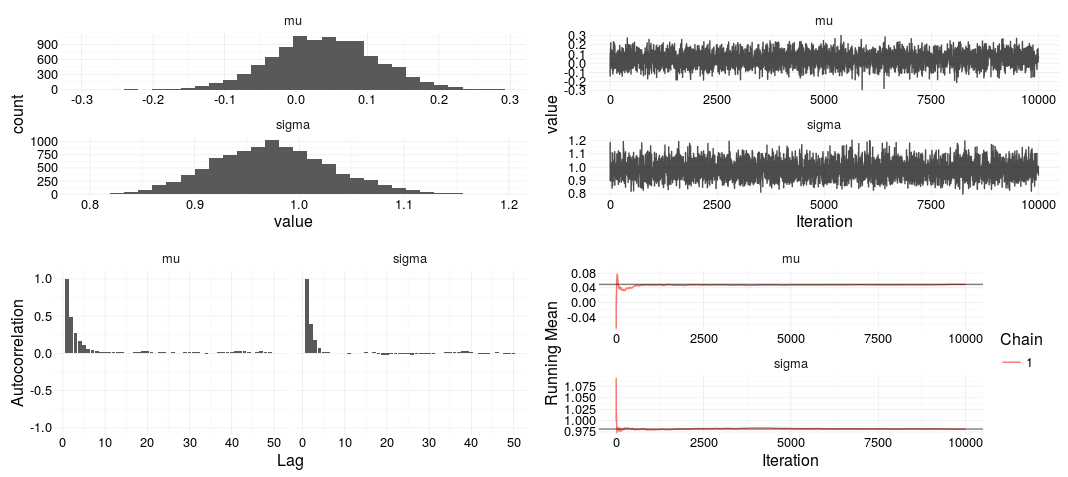 mu
900
600
300
0
-0.3 -0.2 -0.1 0.0 0.1 0.2 0.3
count
sigma
1000
750
500
250
0
0.8 0.9 1.0 1.1 1.2
value
mu
0.3
0.2
0.1
0.0
-0.1
-0.2
-0.3
0 2500 5000 7500 10000
value
sigma
1.2
1.1
1.0
0.9
0.8
0 2500 5000 7500 10000
Iteration
mu sigma
1.0
0.5
0.0
-0.5
-1.0
Autocorrelation
0 10 20 30 40 50 0 10 20 30 40 50
Lag
mu
0.08
0.04
0.00
-0.04
0 2500 5000 7500 10000
Running Mean
sigma
1.075
1.050
1.025
1.000
0.975
0 2500 5000 7500 10000
Iteration
Chain
1